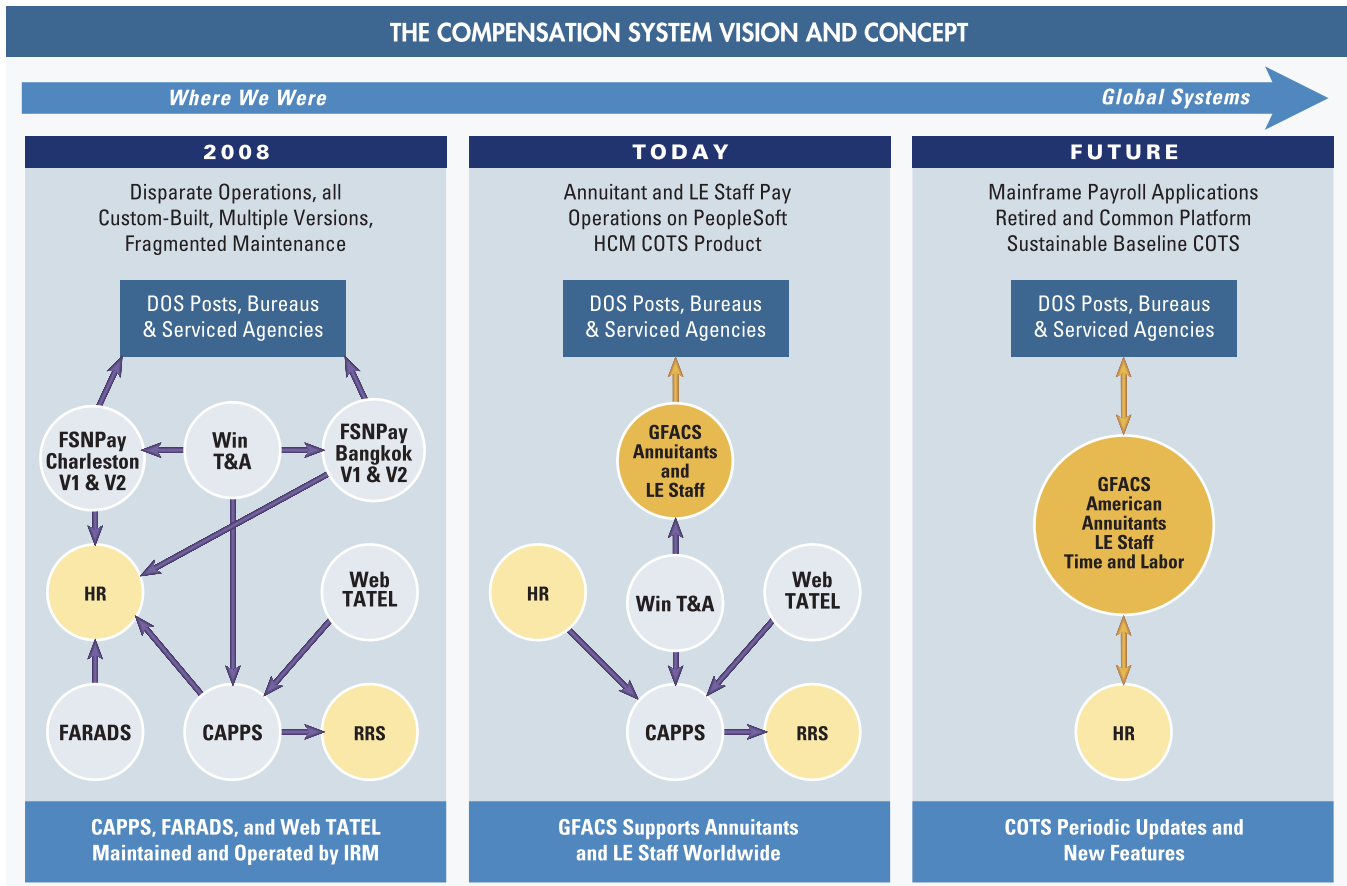 THE COMPENSATION SYSTEM VISION AND CONCEPT
Where We Were
Global Systems
2008
Disparate Operations, all
Custom-Built, Multiple Versions,
Fragmented Maintenance
DOS Posts, Bureaus
& Serviced Agencies
FSNPay
Charleston
V1 & V2
Win
T&A
FSNPay
Bangkok
V1 & V2
HR
Web
TATEL
FARADS
CAPPS
RRS
CAPPS, FARADS, and Web TATEL
Maintained and Operated by IRM
TODAY
Annuitant and LE Staff Pay
Operations on PeopleSoft
HCM COTS Product
DOS Posts, Bureaus
& Serviced Agencies
GFACS
Annuitants
and
LE Staff
HR
Win T&A
Web
TATEL
CAPPS
RRS
GFACS Supports Annuitants
and LE Staff Worldwide
FUTURE
Mainframe Payroll Applications
Retired and Common Platform
Sustainable Baseline COTS
DOS Posts, Bureaus
& Serviced Agencies
GFACS
American
Annuitants
LE Staff
Time and Labor
HR
COTS Periodic Updates and
New Features